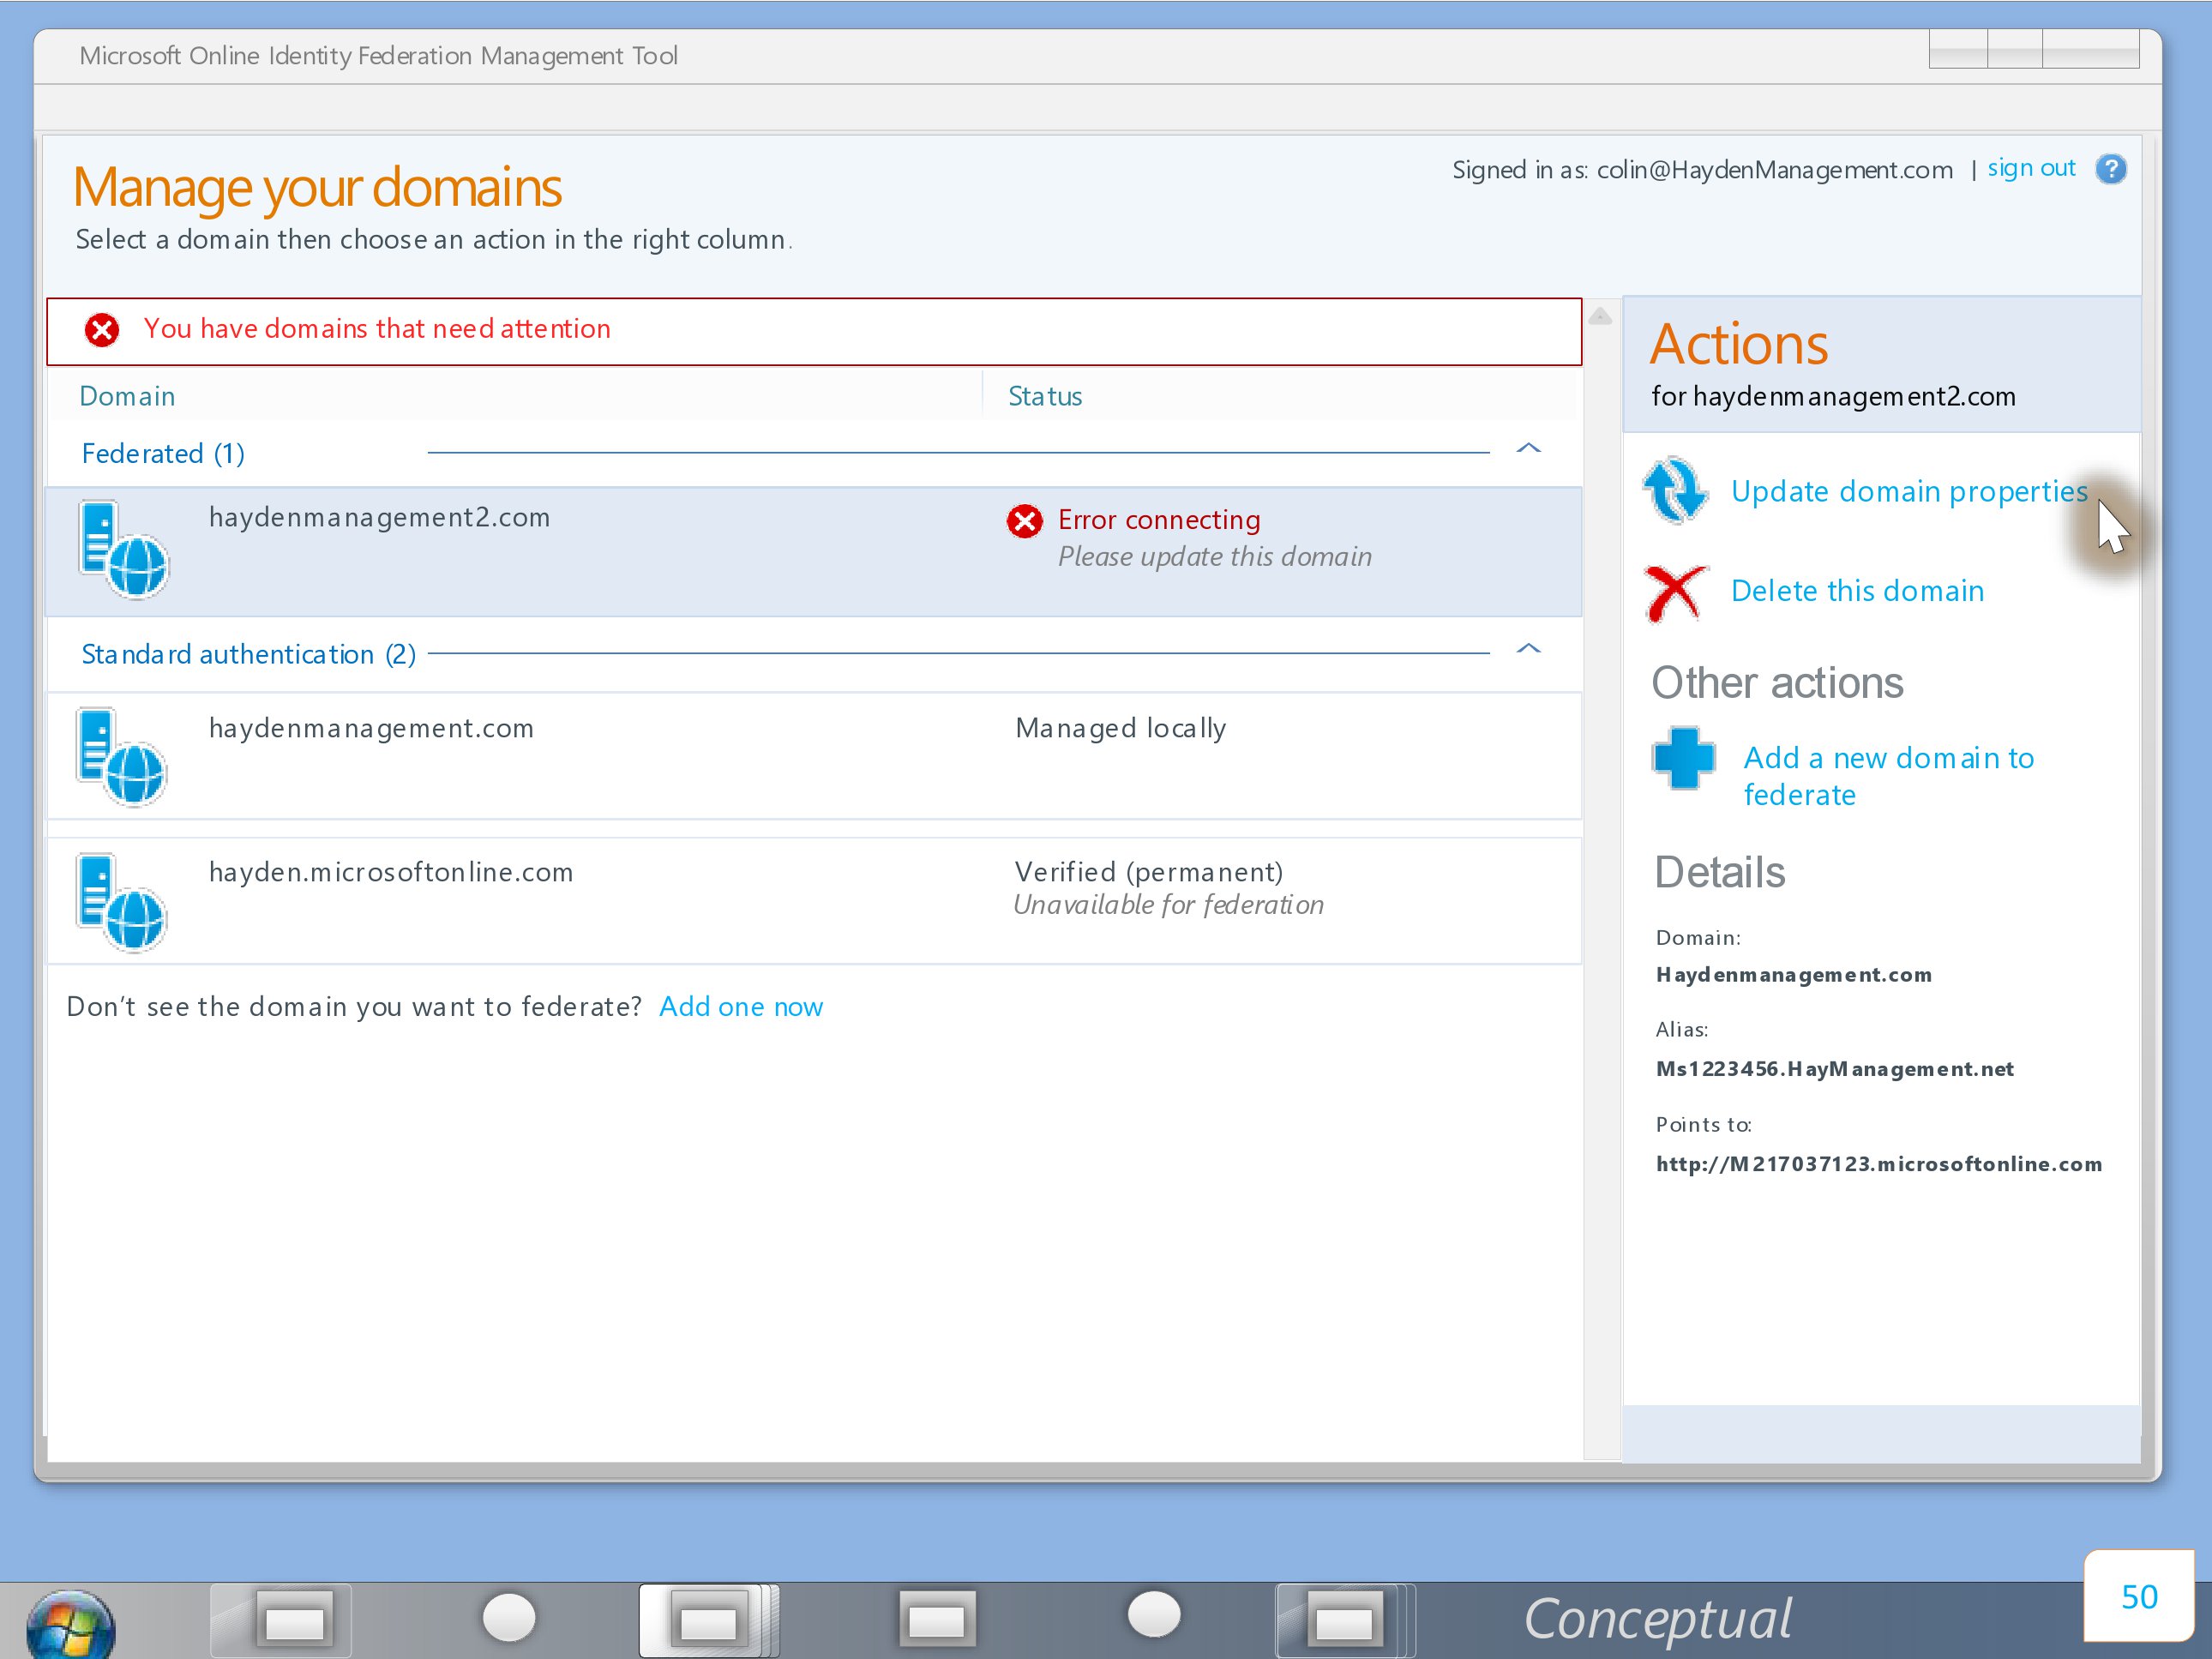 Microsoft Online Identity Federation Management Tool
Manage your domains
Signed in as: colin@HaydenManagement.com | sign out ?
Select a domain then choose an action in the right column.
You have domains that need attention
Domain Status
Federated (1)
haydenmanagement2.com
Error connecting
Please update this domain
Standard authentication (2)
haydenmanagement.com
Managed locally
hayden.microsoftonline.com
Verified (permanent)
Unavailable for federation
Don't see the domain you want to federate? Add one now
Actions
for haydenmanagement2.com
Update domain properties
Delete this domain
Other actions
Add a new domain to
federate
Details
Domain:
Haydenmanagement.com
Alias:
Ms1223456.HayManagement.net
Points to:
http://M217037123.microsoftonline.com
Conceptual
50